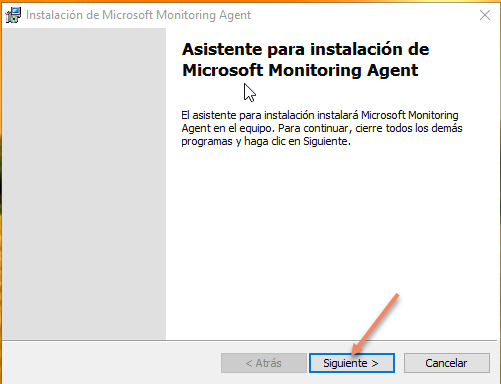 Instalación de Microsoft Monitoring Agent
Asistente para instalación de
Microsoft Monitoring Agent
El asistente para instalación instalará Microsoft Monitoring
Agent en el equipo. Para continuar, cierre todos los demás
programas y haga clic en Siguiente.
< Atrás
Siguiente >
Cancelar